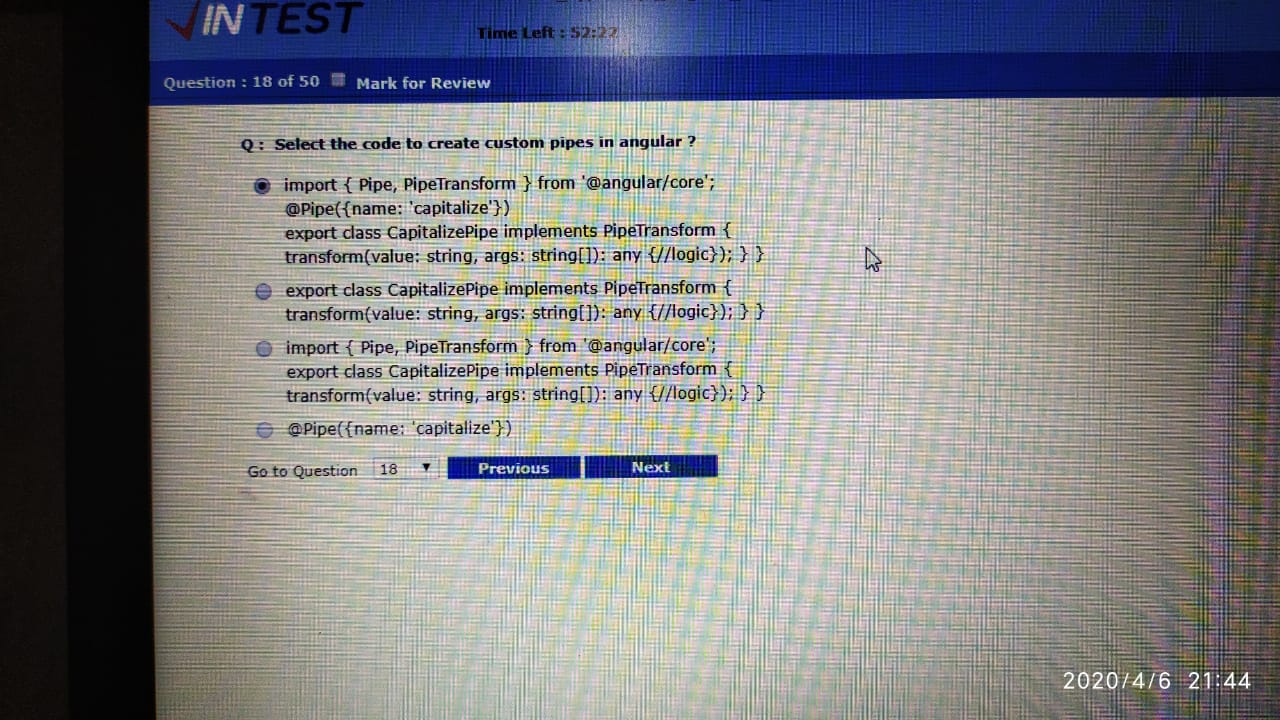 INTEST
Time Left : 52:22
Question : 18 of 50 Mark for Review
Q : Select the code to create custom pipes in angular ?
import { Pipe, PipeTransform } from '@angular/core';
@Pipe({name: 'capitalize'})
export class CapitalizePipe implements PipeTransform {
transform(value: string, args: string[]): any {//logic}); } }
export class CapitalizePipe implements PipeTransform {
transform(value: string, args: string[]): any {//logic}); } }
import { Pipe, PipeTransform } from '@angular/core';
export class CapitalizePipe implements PipeTransform {
transform(value: string, args: string[]): any {//logic}); } }
@Pipe({name: 'capitalize'})
Go to Question 18 Previous Next
2020/4/6 21:44